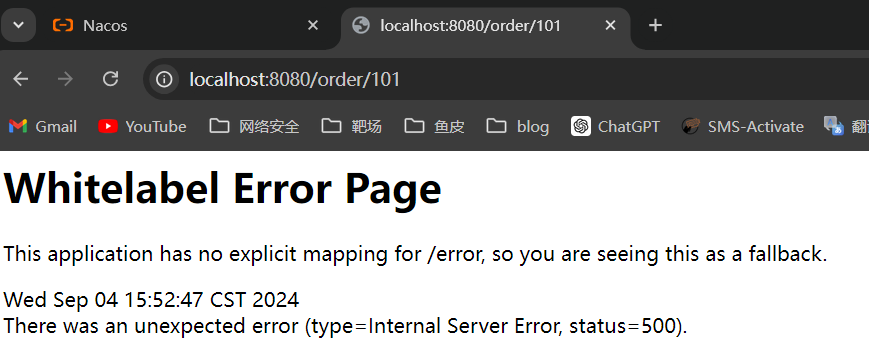 Nacos
localhost:8080/order/101
localhost:8080/order/101
Gmail YouTube 网络安全 靶场 鱼皮 blog ChatGPT SMS-Activate 翻
Whitelabel Error Page
This application has no explicit mapping for /error, so you are seeing this as a fallback.
Wed Sep 04 15:52:47 CST 2024
There was an unexpected error (type=Internal Server Error, status=500).